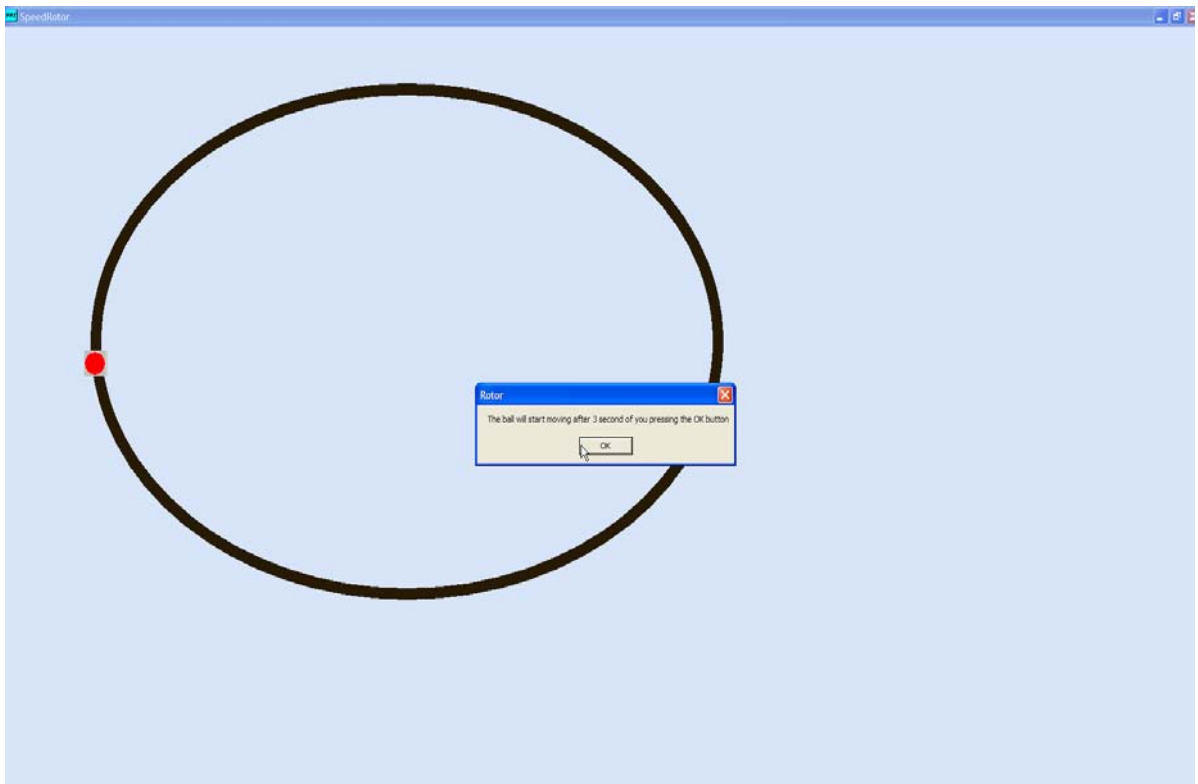 SpeedRotor
Rotor
The ball will start moving after 3 second of you pressing the OK button
OK